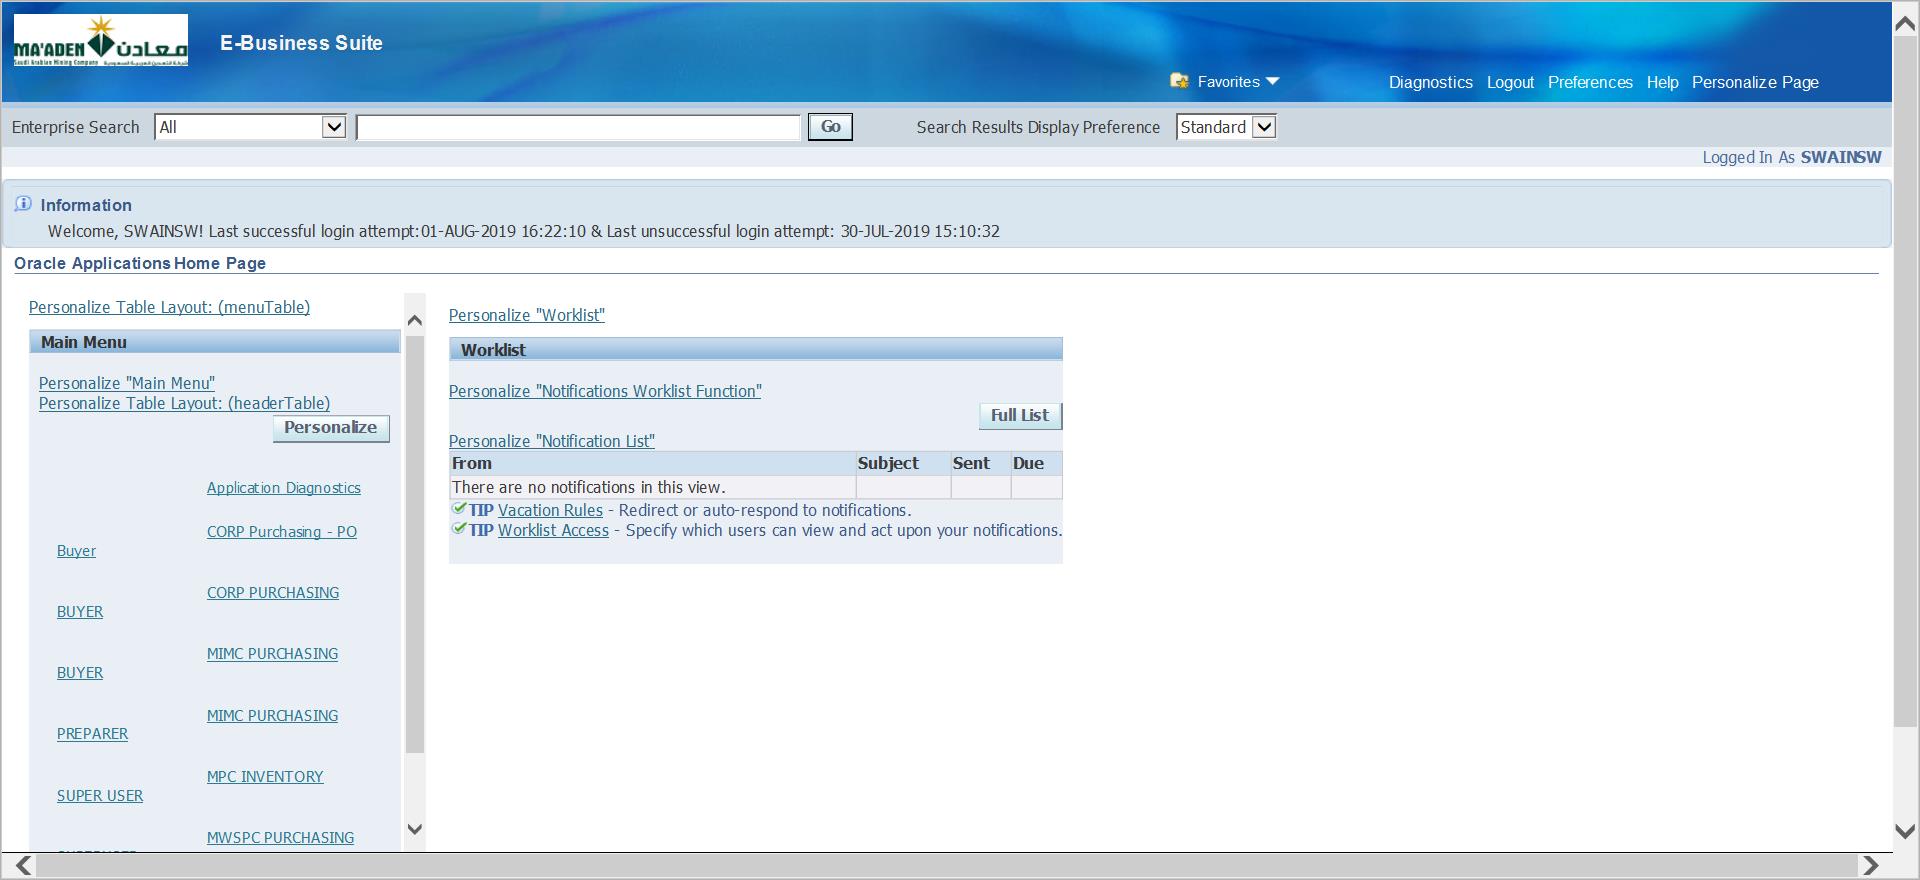 MA'ADEN معادن
Saudi Arabian Mining Company شركة التعدين العربية السعودية
E-Business Suite
Favorites
Diagnostics Logout Preferences Help Personalize Page
Enterprise Search All Go Search Results Display Preference Standard
Logged In As SWAINSW
Information
Welcome, SWAINSW! Last successful login attempt:01-AUG-2019 16:22:10 & Last unsuccessful login attempt: 30-JUL-2019 15:10:32
Oracle Applications Home Page
Personalize Table Layout: (menuTable)
Main Menu
Personalize "Main Menu"
Personalize Table Layout: (headerTable)
Personalize
Application Diagnostics
CORP Purchasing - PO
Buyer
CORP PURCHASING
BUYER
MIMC PURCHASING
BUYER
MIMC PURCHASING
PREPARER
MPC INVENTORY
SUPER USER
MWSPC PURCHASING
Personalize "Worklist"
Worklist
Personalize "Notifications Worklist Function"
Full List
Personalize "Notification List"
From Subject Sent Due
There are no notifications in this view.
TIP Vacation Rules - Redirect or auto-respond to notifications.
TIP Worklist Access - Specify which users can view and act upon your notifications.